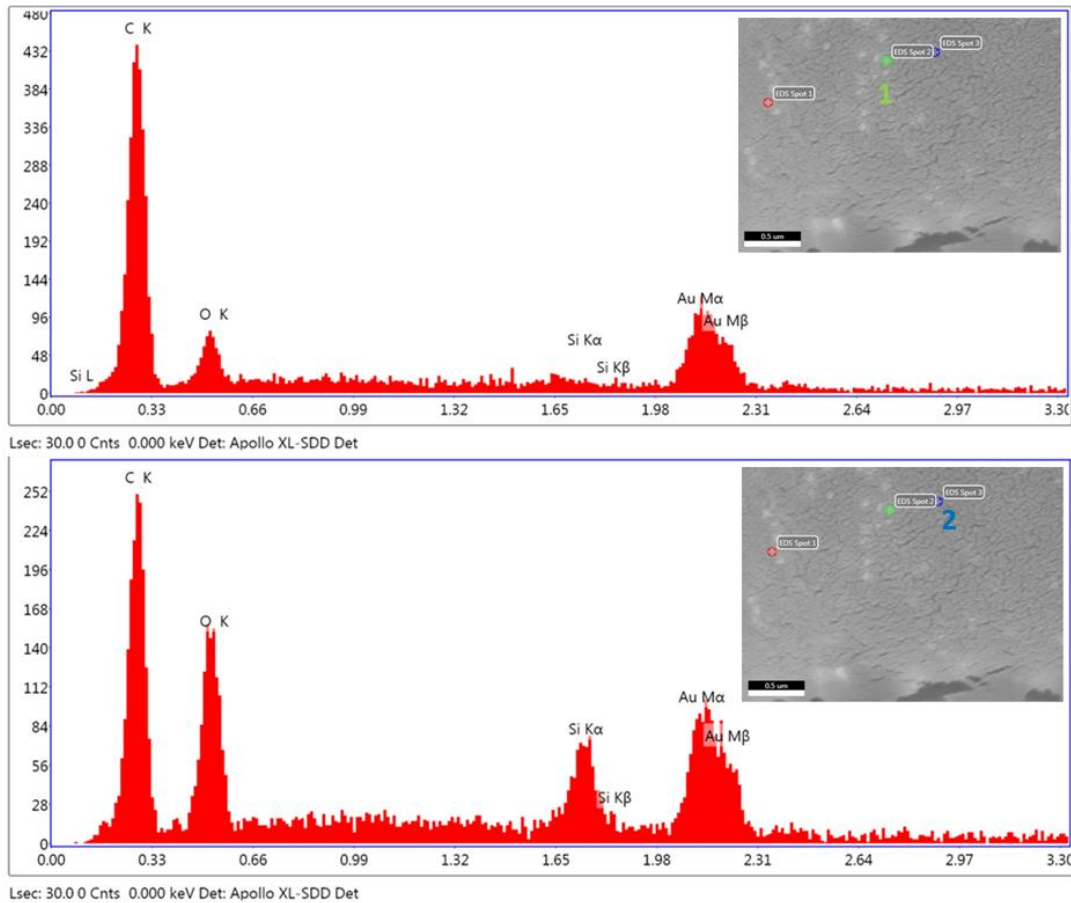 480
432
384
336
288
240
192
144
96
48
0
C K
O K
Si L
Si Kα
Si Kβ
Au Mα
Au Mβ
0.00 0.33 0.66 0.99 1.32 1.65 1.98 2.31 2.64 2.97 3.30
EDS Spot 1
EDS Spot 2
EDS Spot 3
1
0.5 um
Lsec: 30.0 0 Cnts 0.000 keV Det: Apollo XL-SDD Det
252
224
196
168
140
112
84
56
28
0
C K
O K
Si Kα
Si Kβ
Au Mα
Au Mβ
0.00 0.33 0.66 0.99 1.32 1.65 1.98 2.31 2.64 2.97 3.30
EDS Spot 1
EDS Spot 2
EDS Spot 3
2
0.5 um
Lsec: 30.0 0 Cnts 0.000 keV Det: Apollo XL-SDD Det